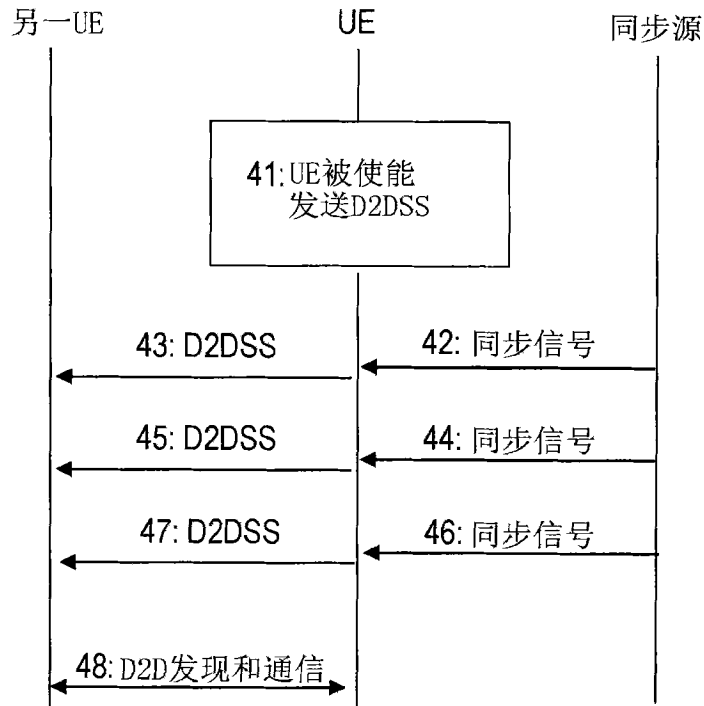 另一UE
UE
同步源
41:UE被使能
发送D2DSS
43: D2DSS
42: 同步信号
45: D2DSS
44: 同步信号
47: D2DSS
46: 同步信号
48:D2D发现和通信